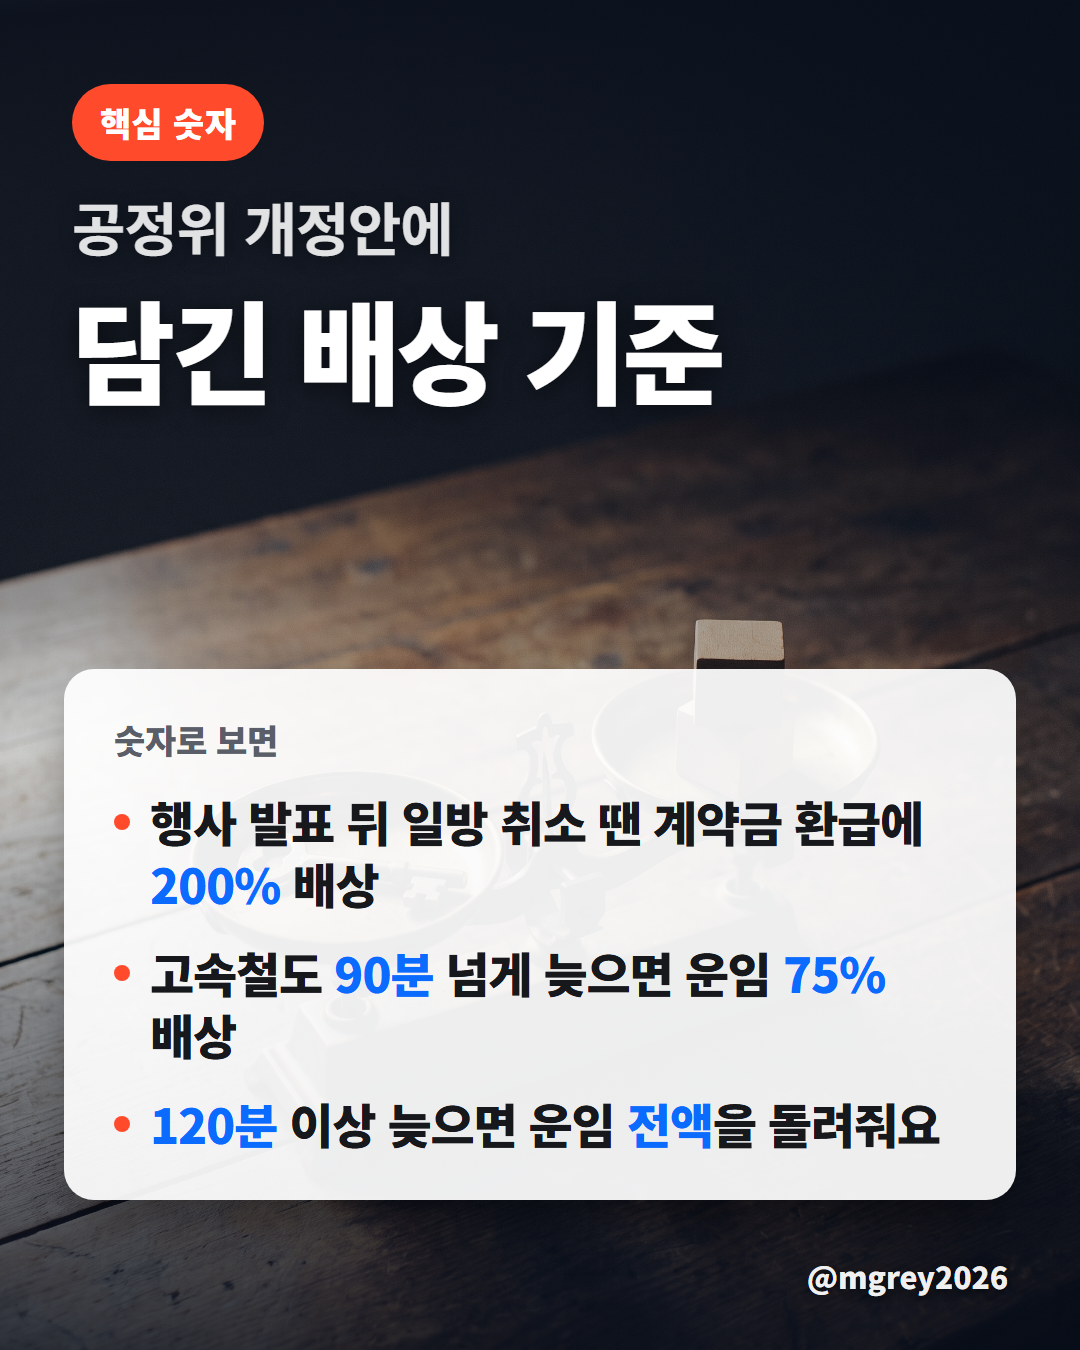 핵심 숫자
공정위 개정안에
담긴 배상 기준
숫자로 보면
행사 발표 뒤 일방 취소 땐 계약금 환급에
200% 배상
고속철도 90분 넘게 늦으면 운임 75%
배상
120분 이상 늦으면 운임 전액을 돌려줘요
@mgrey2026